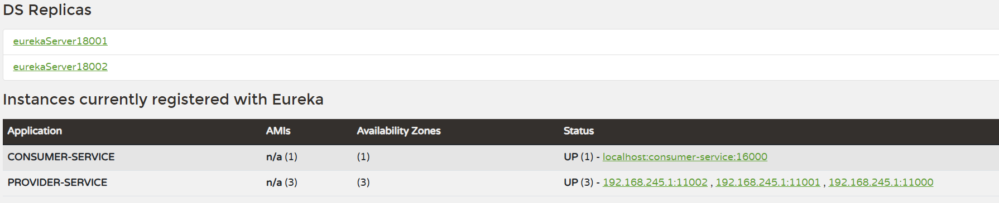 DS Replicas
eurekaServer18001
eurekaServer18002
Instances currently registered with Eureka
Application AMIs Availability Zones Status
CONSUMER-SERVICE n/a (1) (1) UP (1) - localhost:consumer-service:16000
PROVIDER-SERVICE n/a (3) (3) UP (3) - 192.168.245.1:11002 , 192.168.245.1:11001 , 192.168.245.1:11000